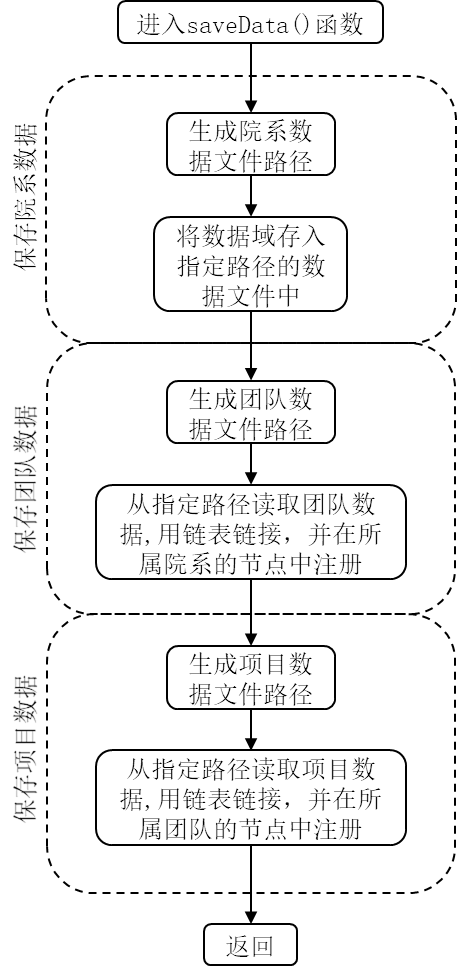 进入saveData()函数
保存院系数据
生成院系数
据文件路径
将数据域存入
指定路径的数
据文件中
保存团队数据
生成团队数
据文件路径
从指定路径读取团队数
据,用链表链接，并在所
属院系的节点中注册
保存项目数据
生成项目数
据文件路径
从指定路径读取项目数
据,用链表链接，并在所
属团队的节点中注册
返回